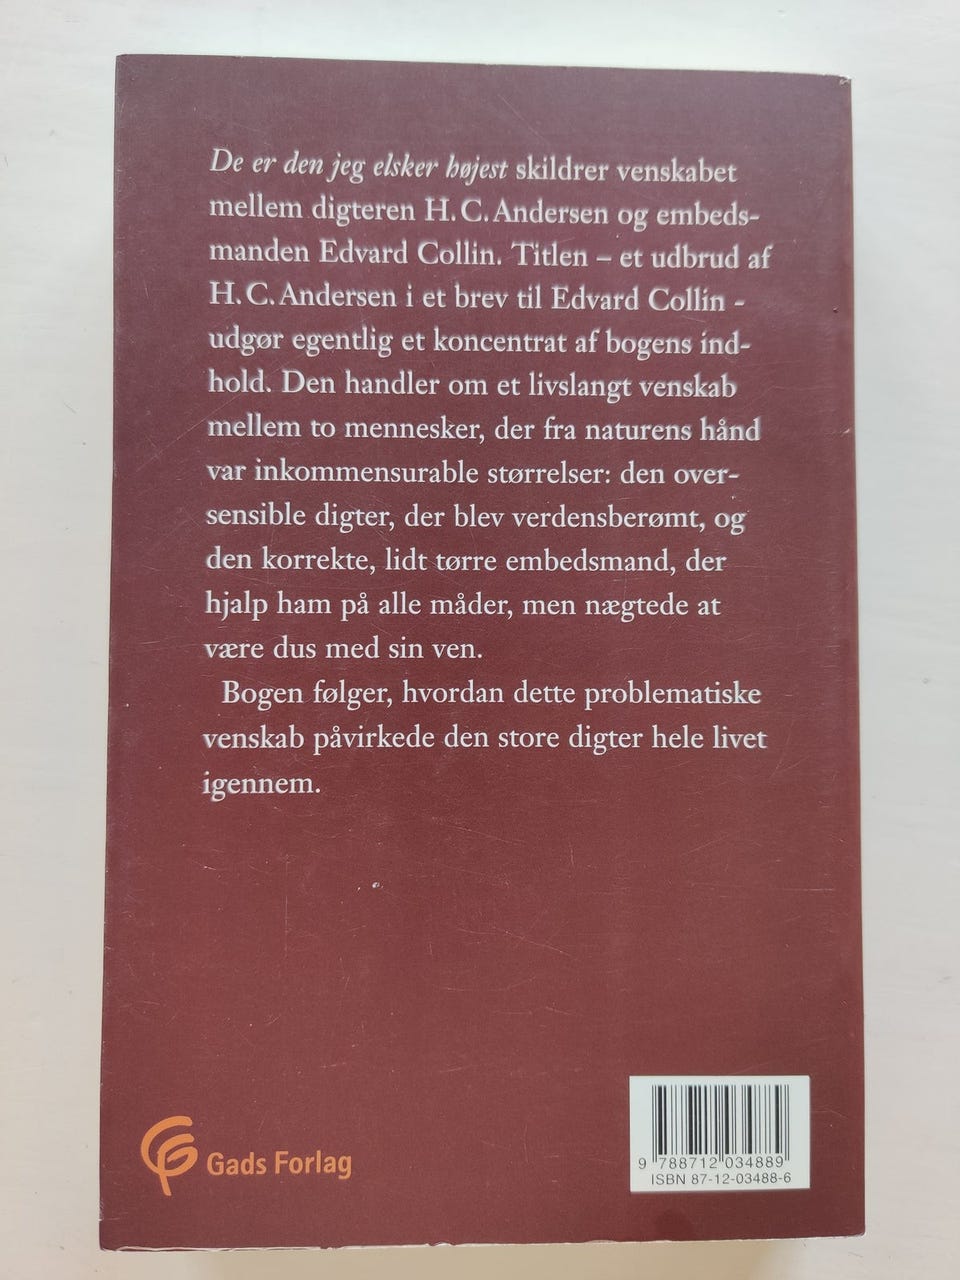 De er den jeg elsker højest skildrer venskabet
mellem digteren H. C. Andersen og embeds-
manden Edvard Collin. Titlen – et udbrud af
H. C. Andersen i et brev til Edvard Collin -
udgør egentlig et koncentrat af bogens ind-
hold. Den handler om et livslangt venskab
mellem to mennesker, der fra naturens hånd
var inkommensurable størrelser: den over-
sensible digter, der blev verdensberømt, og
den korrekte, lidt tørre embedsmand, der
hjalp ham på alle måder, men nægtede at
være dus med sin ven.
Bogen følger, hvordan dette problematiske
venskab påvirkede den store digter hele livet
igennem.
Gads Forlag
9 788712 034889
ISBN 87-12-03488-6